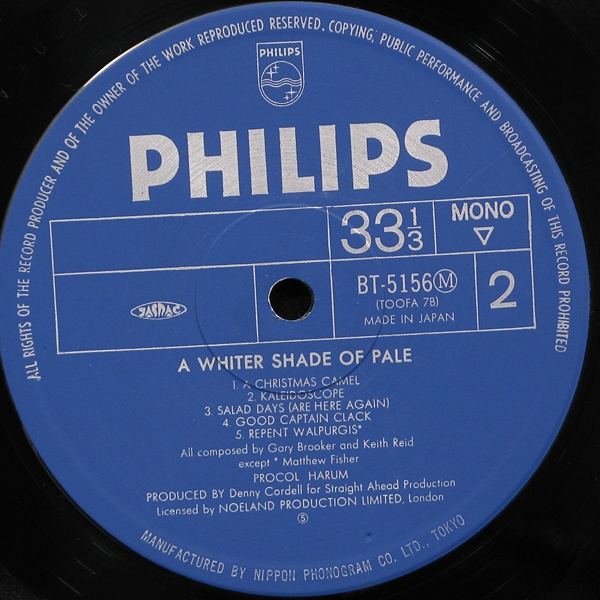 ALL RIGHTS OF THE RECORD PRODUCER AND OF THE OWNER OF THE WORK REPRODUCED RESERVED. COPYING, PUBLIC PERFORMANCE AND BROADCASTING OF THIS RECORD PROHIBITED
PHILIPS
PHILIPS
33 1/3
MONO
▽
JASRAC
BT-5156Ⓜ
(TOOFA 7B)
MADE IN JAPAN
2
A WHITER SHADE OF PALE
1. A CHRISTMAS CAMEL
2. KALEIDOSCOPE
3. SALAD DAYS (ARE HERE AGAIN)
4. GOOD CAPTAIN CLACK
5. REPENT WALPURGIS*
All composed by Gary Brooker and Keith Reid
except * Matthew Fisher
PROCOL HARUM
PRODUCED BY Denny Cordell for Straight Ahead Production
Licensed by NOELAND PRODUCTION LIMITED, London
Ⓢ
MANUFACTURED BY NIPPON PHONOGRAM CO. LTD., TOKYO